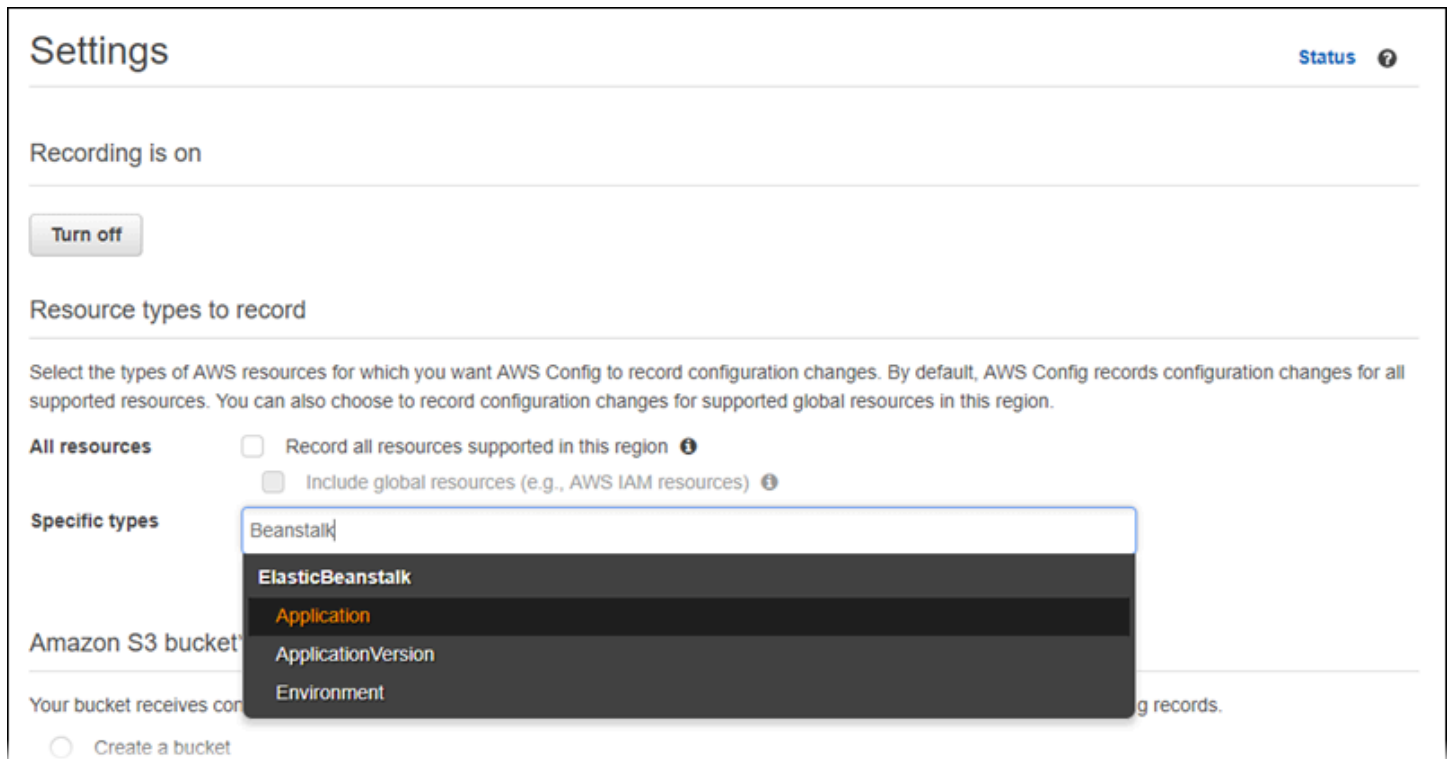 Settings
Status
Recording is on
Turn off
Resource types to record
Select the types of AWS resources for which you want AWS Config to record configuration changes. By default, AWS Config records configuration changes for all
supported resources. You can also choose to record configuration changes for supported global resources in this region.
All resources
Record all resources supported in this region
Include global resources (e.g., AWS IAM resources)
Specific types
Beanstalk
ElasticBeanstalk
Application
ApplicationVersion
Environment
Amazon S3 bucket
Your bucket receives g records.
Create a bucket